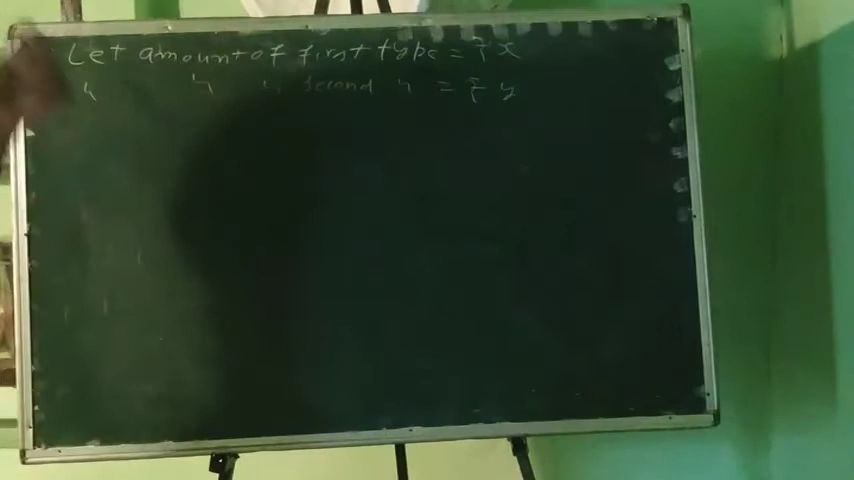 Let amount of first type = ₹ x
" " " second " = ₹ y